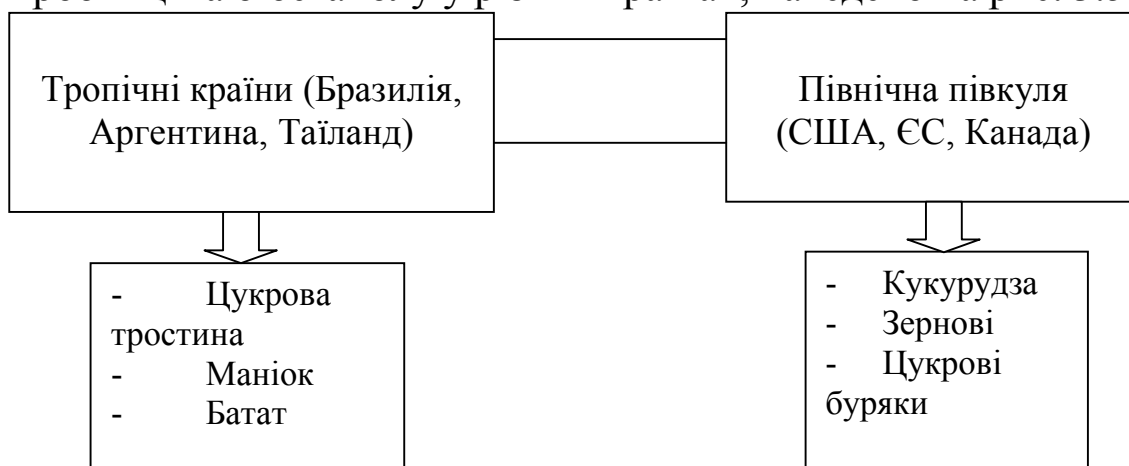 Тропічні країни (Бразилія,
Аргентина, Таїланд)
Північна півкуля
(США, ЄС, Канада)
- Цукрова
тростина
- Маніок
- Батат
- Кукурудза
- Зернові
- Цукрові
буряки